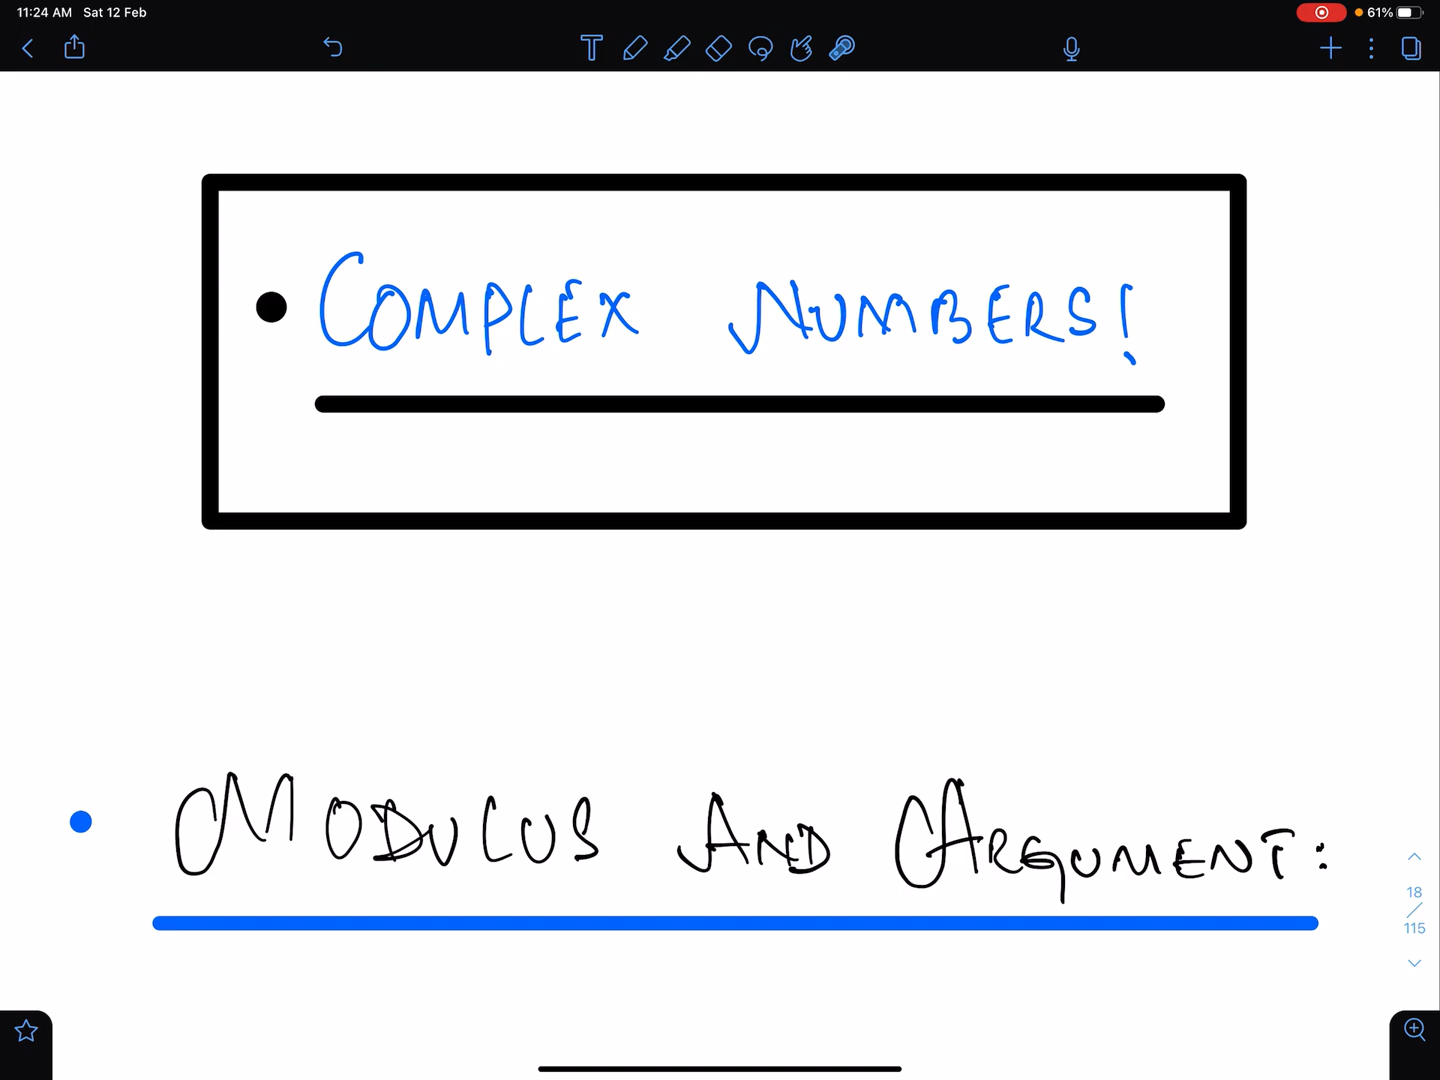 11:24 AM Sat 12 Feb
61%
T
• COMPLEX NUMBERS!
• MODULUS AND ARGUMENT:
18
/
115